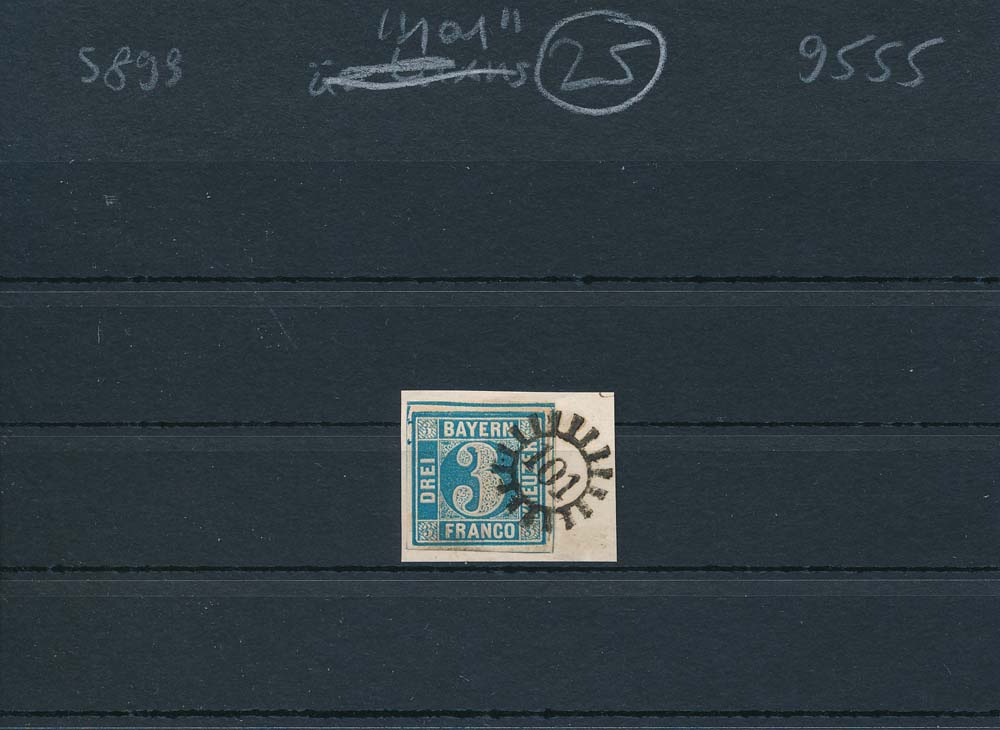 "101"
5898
25
9555
BAYERN
DREI
3
FRANCO
101